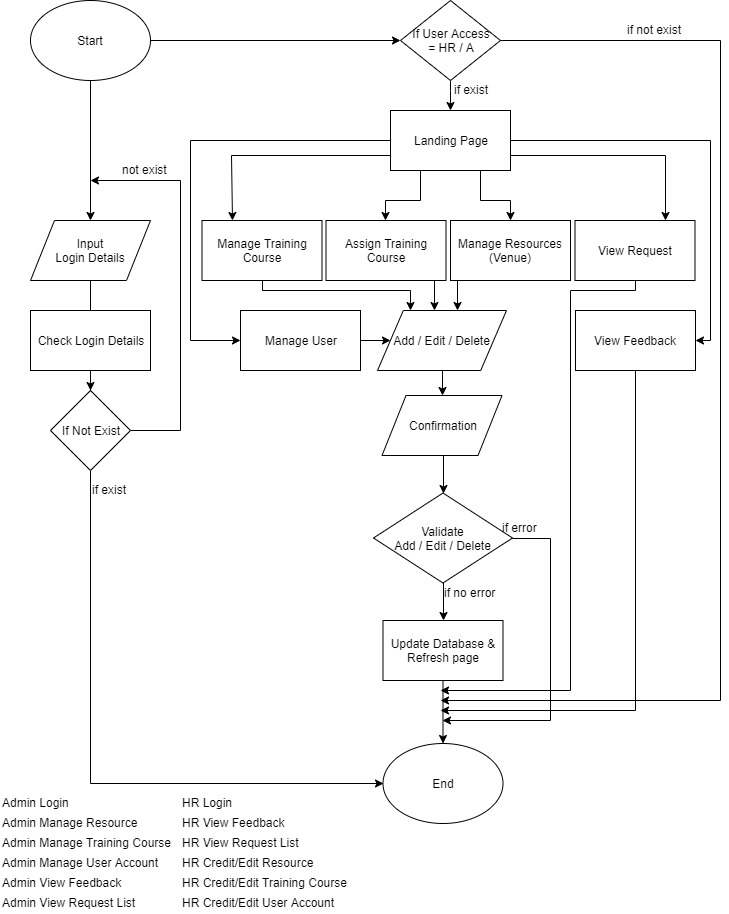 Start
If User Access
= HR / A
if not exist
if exist
Landing Page
not exist
Input
Login Details
Manage Training
Course
Assign Training
Course
Manage Resources
(Venue)
View Request
Check Login Details
Manage User
Add / Edit / Delete
View Feedback
If Not Exist
Confirmation
if exist
Validate
Add / Edit / Delete
if error
if no error
Update Database &
Refresh page
End
Admin Login
HR Login
Admin Manage Resource
HR View Feedback
Admin Manage Training Course
HR View Request List
Admin Manage User Account
HR Credit/Edit Resource
Admin View Feedback
HR Credit/Edit Training Course
Admin View Request List
HR Credit/Edit User Account